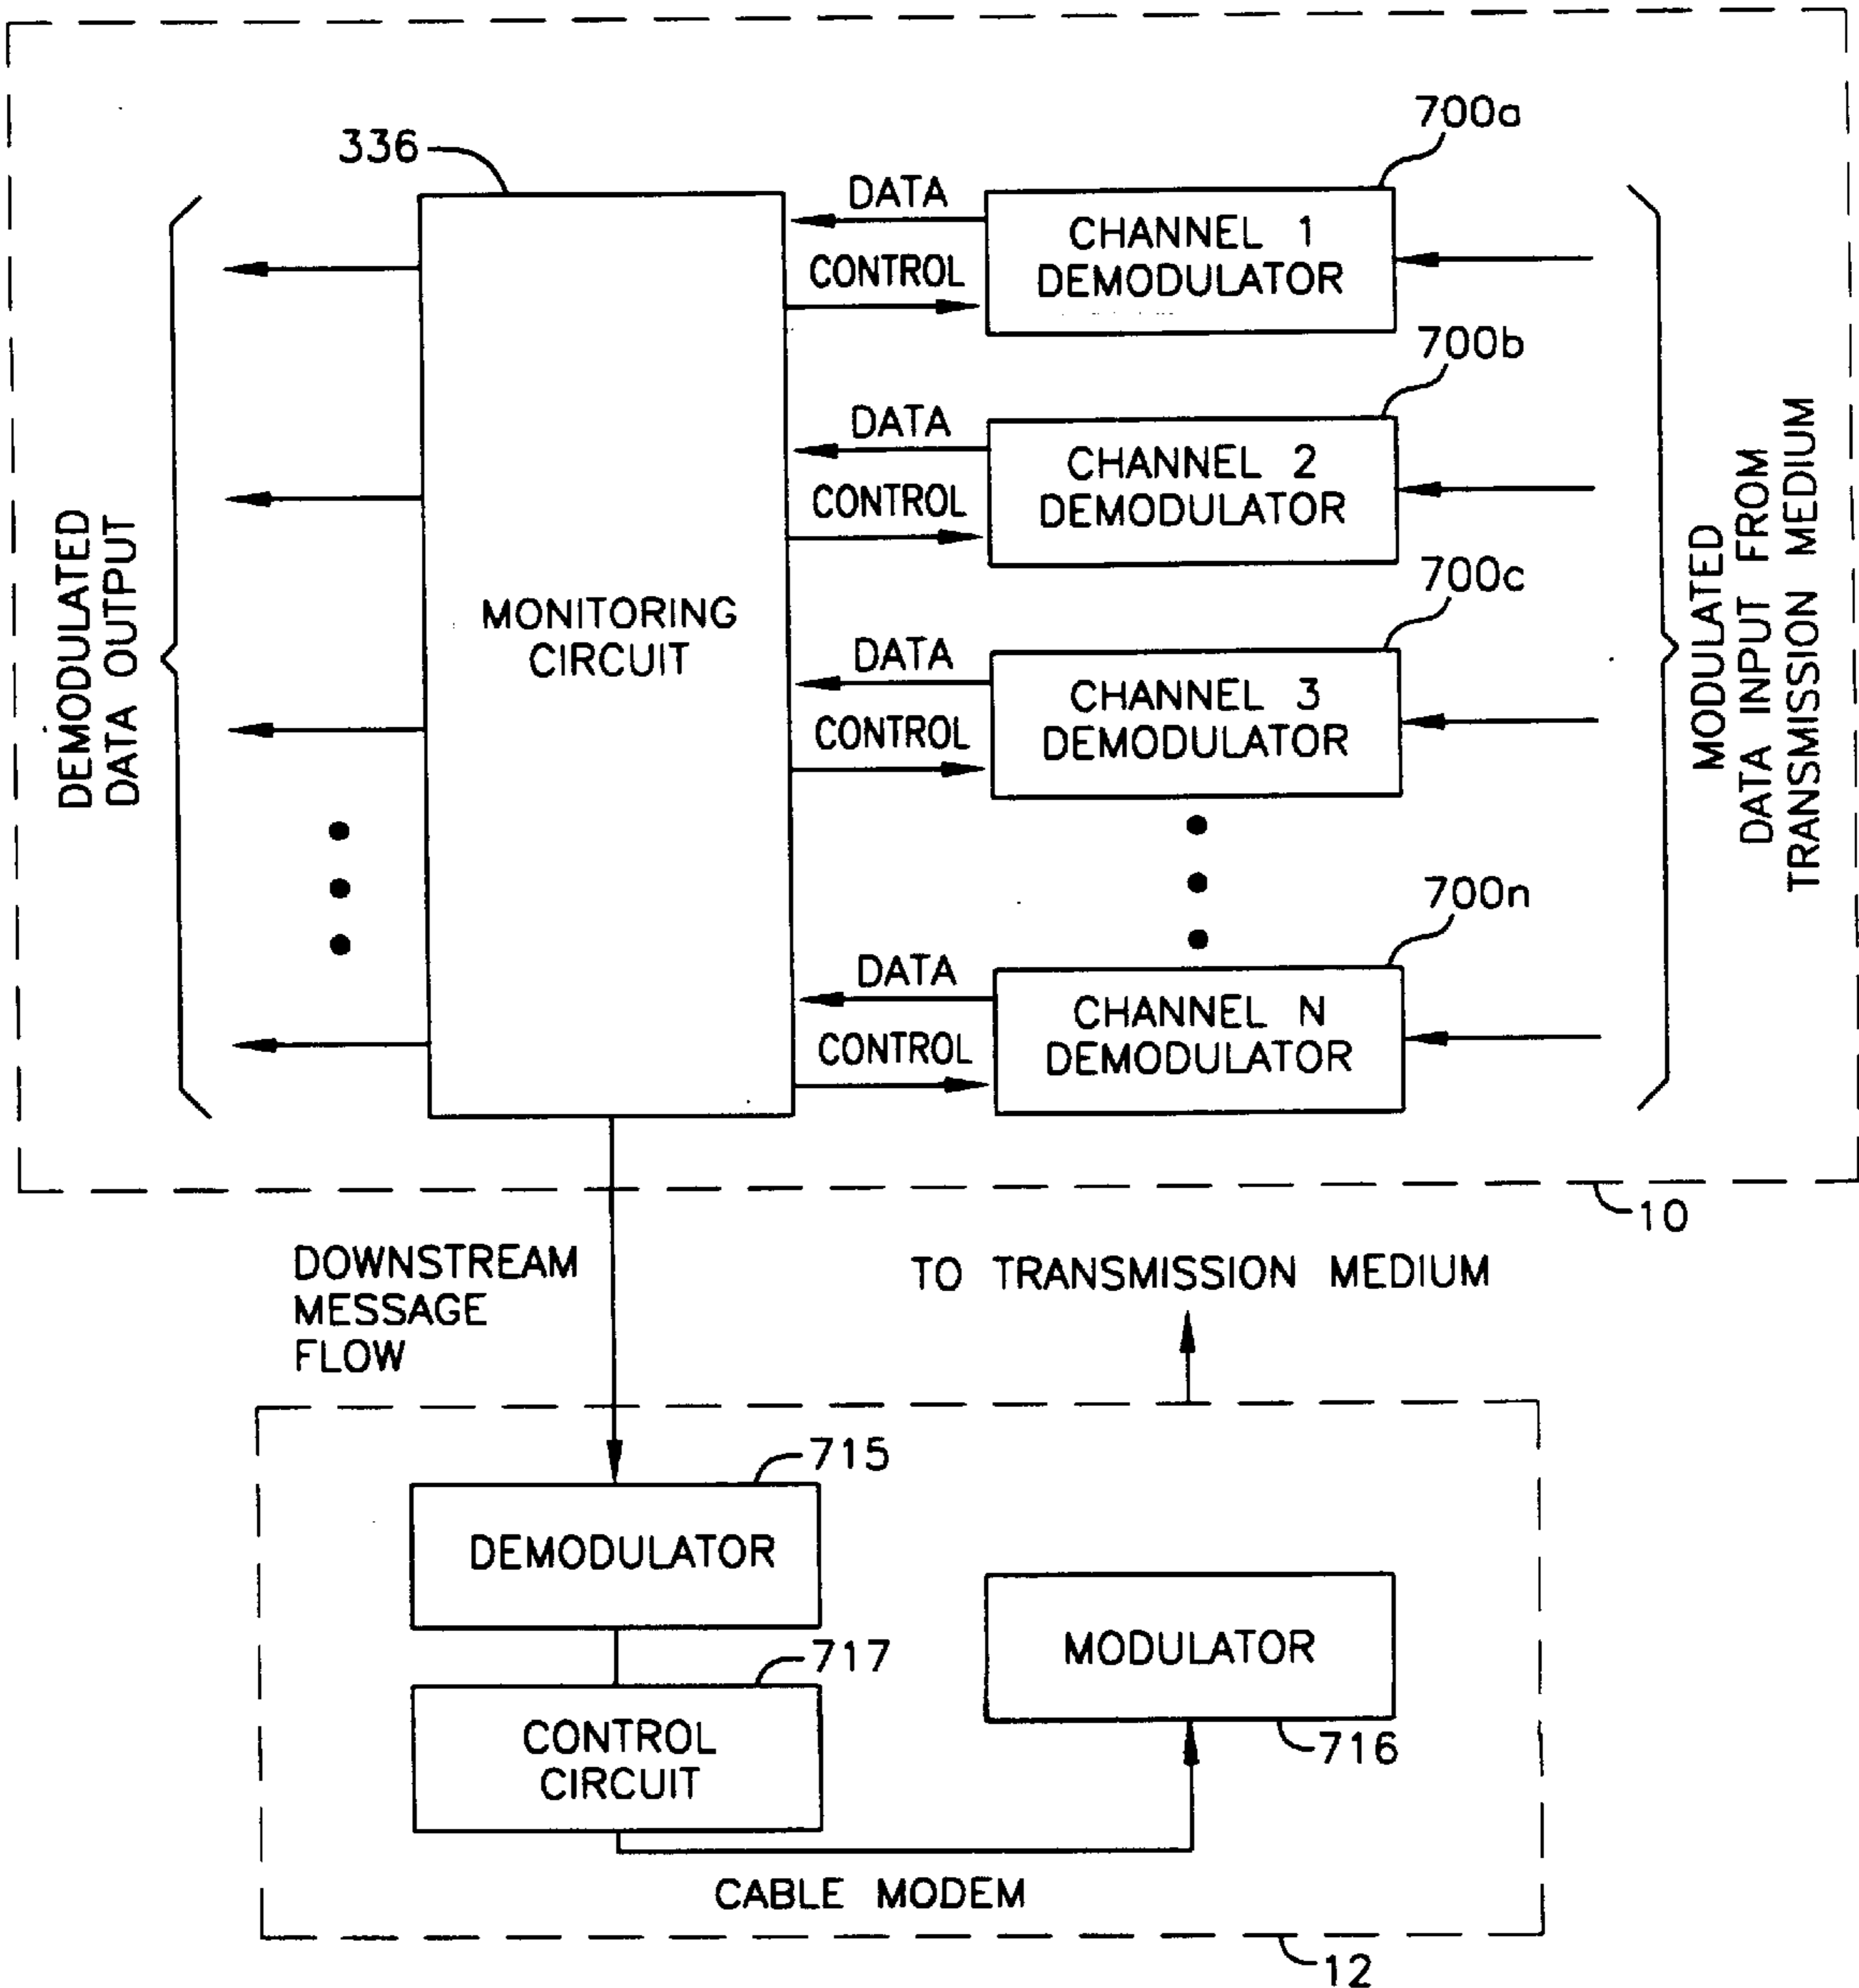 700a
336
DATA
CHANNEL 1
DEMODULATOR
CONTROL
700b
DATA
CHANNEL 2
DEMODULATOR
CONTROL
700c
DEMODULATED
DATA OUTPUT
MONITORING
CIRCUIT
DATA
CHANNEL 3
DEMODULATOR
CONTROL
MODULATED
DATA INPUT FROM
TRANSMISSION MEDIUM
700n
DATA
CHANNEL N
DEMODULATOR
CONTROL
10
DOWNSTREAM
MESSAGE
FLOW
TO TRANSMISSION MEDIUM
715
DEMODULATOR
717
MODULATOR
CONTROL
CIRCUIT
716
CABLE MODEM
12